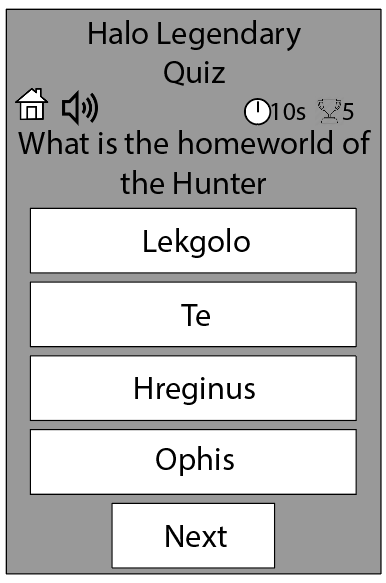 Halo Legendary
Quiz
10s 5
What is the homeworld of
the Hunter
Lekgolo
Te
Hreginus
Ophis
Next